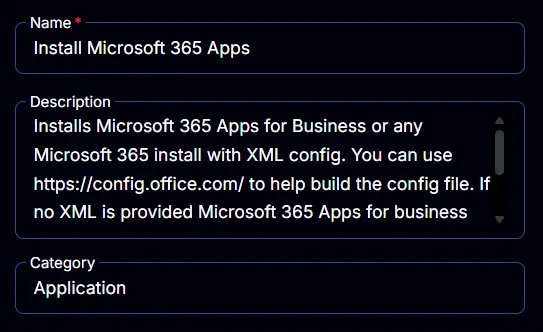 Name *
Install Microsoft 365 Apps
Description
Installs Microsoft 365 Apps for Business or any
Microsoft 365 install with XML config. You can use
https://config.office.com/ to help build the config file. If
no XML is provided Microsoft 365 Apps for business
Category
Application